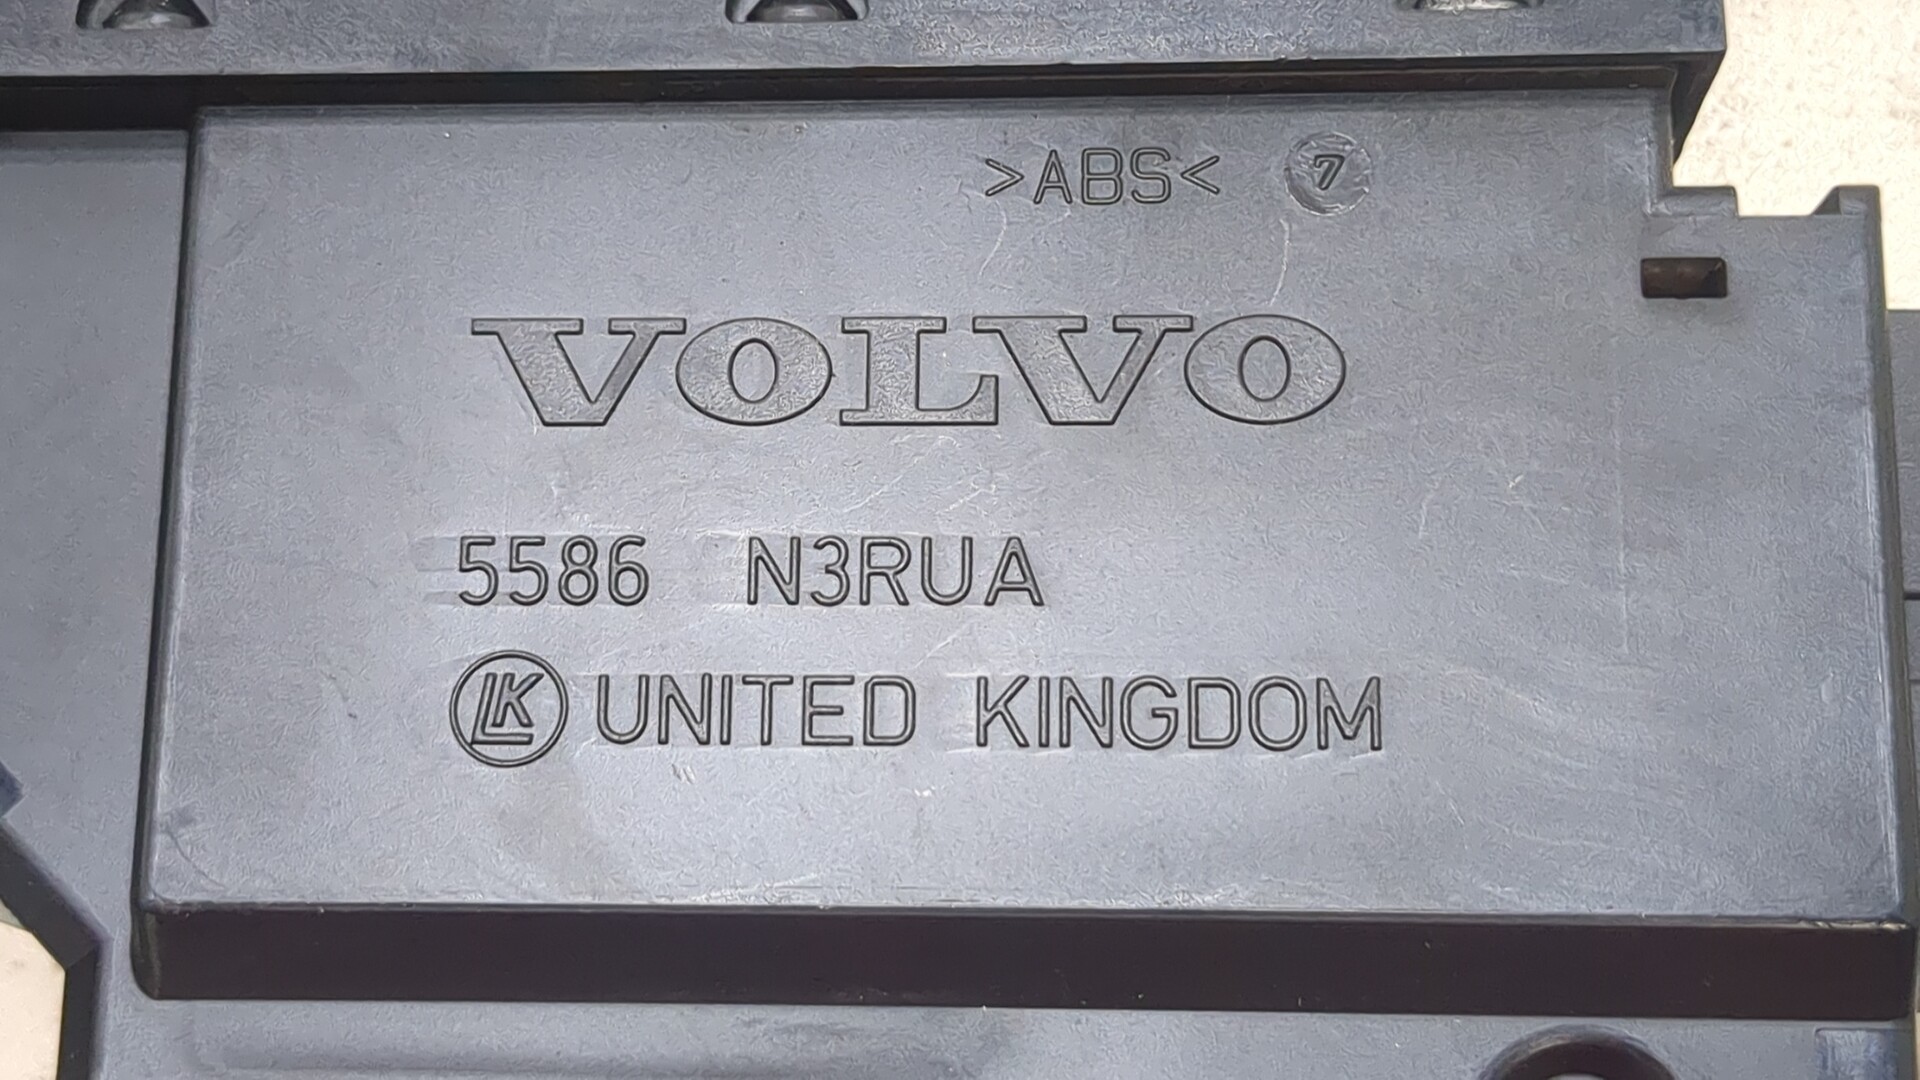 >ABS< 7
VOLVO
5586 N3RUA
LK UNITED KINGDOM